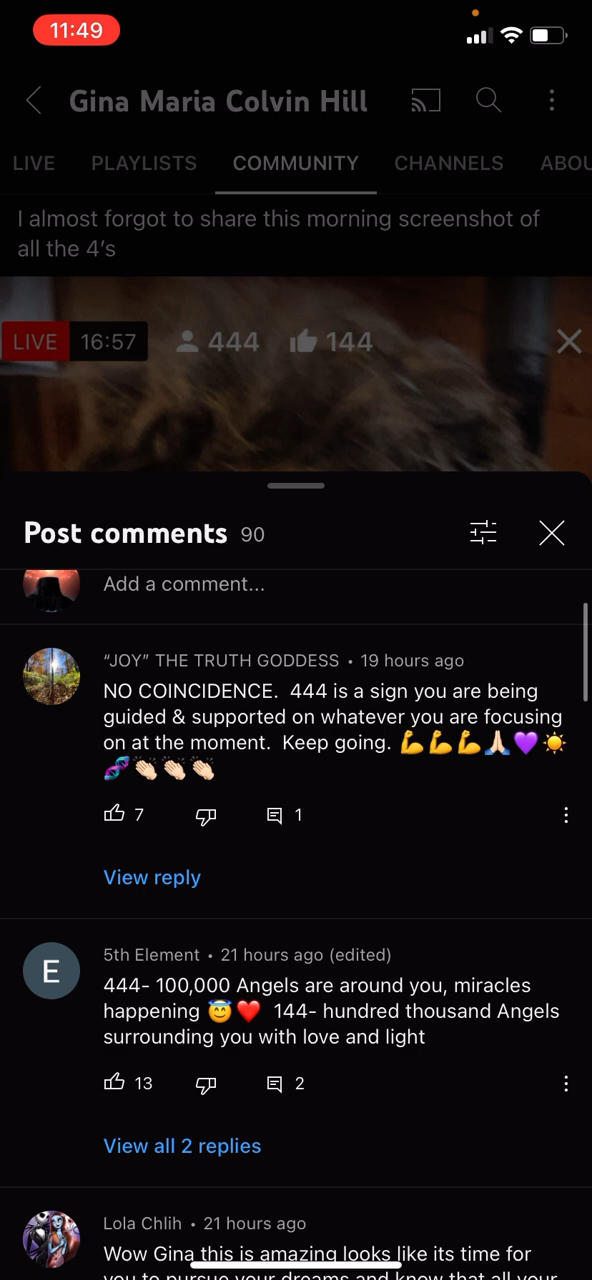 11:49
Gina Maria Colvin Hill
LIVE PLAYLISTS COMMUNITY CHANNELS ABOU
I almost forgot to share this morning screenshot of
all the 4's
LIVE 16:57 444 144
Post comments 90
Add a comment...
“JOY” THE TRUTH GODDESS • 19 hours ago
NO COINCIDENCE.  444 is a sign you are being
guided & supported on whatever you are focusing
on at the moment.  Keep going. 💪💪💪🙏🏻💜☀️
🧬👏🏻👏🏻👏🏻
7 1
View reply
E
5th Element • 21 hours ago (edited)
444- 100,000 Angels are around you, miracles
happening 😇❤️  144- hundred thousand Angels
surrounding you with love and light
13 2
View all 2 replies
Lola Chlih • 21 hours ago
Wow Gina this is amazing looks like its time for
you to pursue your dreams and know that all your